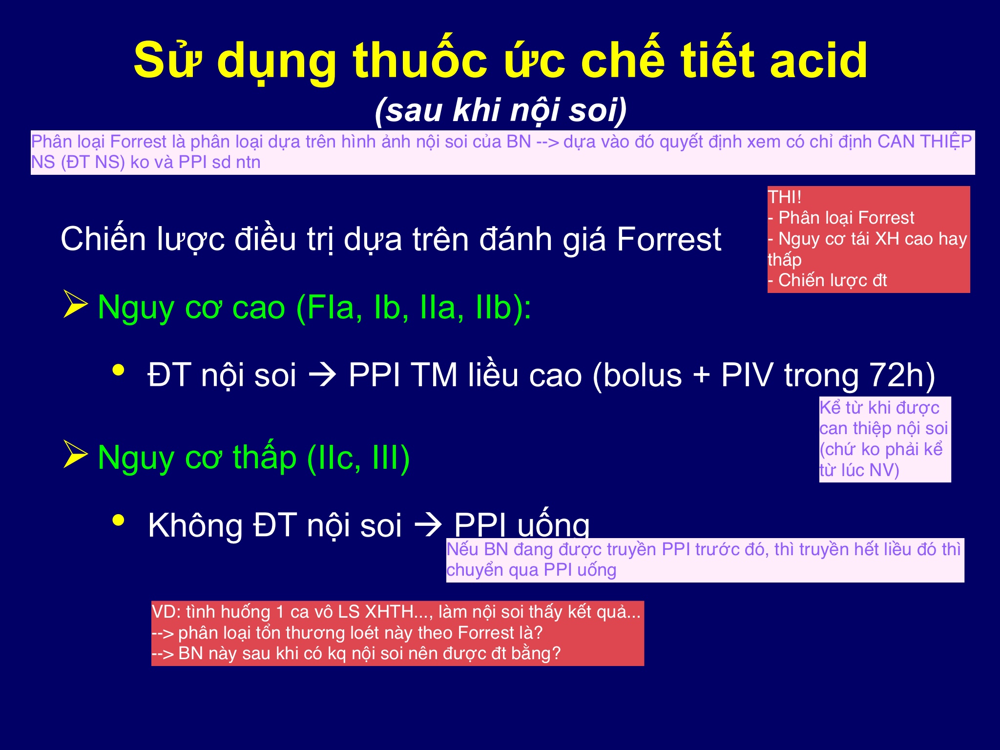 Sử dụng thuốc ức chế tiết acid
(sau khi nội soi)
Phân loại Forrest là phân loại dựa trên hình ảnh nội soi của BN --> dựa vào đó quyết định xem có chỉ định CAN THIỆP
NS (ĐT NS) ko và PPI sd ntn
THI!
- Phân loại Forrest
- Nguy cơ tái XH cao hay
thấp
- Chiến lược đt
Chiến lược điều trị dựa trên đánh giá Forrest
➢ Nguy cơ cao (FIa, Ib, IIa, IIb):
• ĐT nội soi → PPI TM liều cao (bolus + PIV trong 72h)
Kể từ khi được
can thiệp nội soi
(chứ ko phải kể
từ lúc NV)
➢ Nguy cơ thấp (IIc, III)
• Không ĐT nội soi → PPI uống
Nếu BN đang được truyền PPI trước đó, thì truyền hết liều đó thì
chuyển qua PPI uống
VD: tình huống 1 ca vô LS XHTH..., làm nội soi thấy kết quả...
--> phân loại tổn thương loét này theo Forrest là?
--> BN này sau khi có kq nội soi nên được đt bằng?